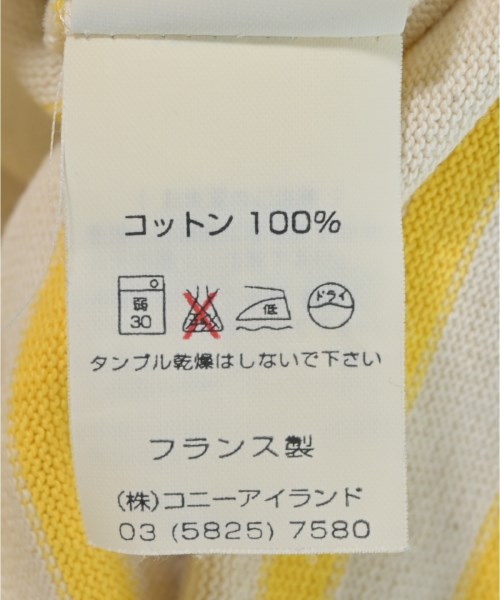 コットン 100%
弱 30 低 ドライ
タンブル乾燥はしないで下さい
フランス製
(株)コニーアイランド
03 (5825) 7580